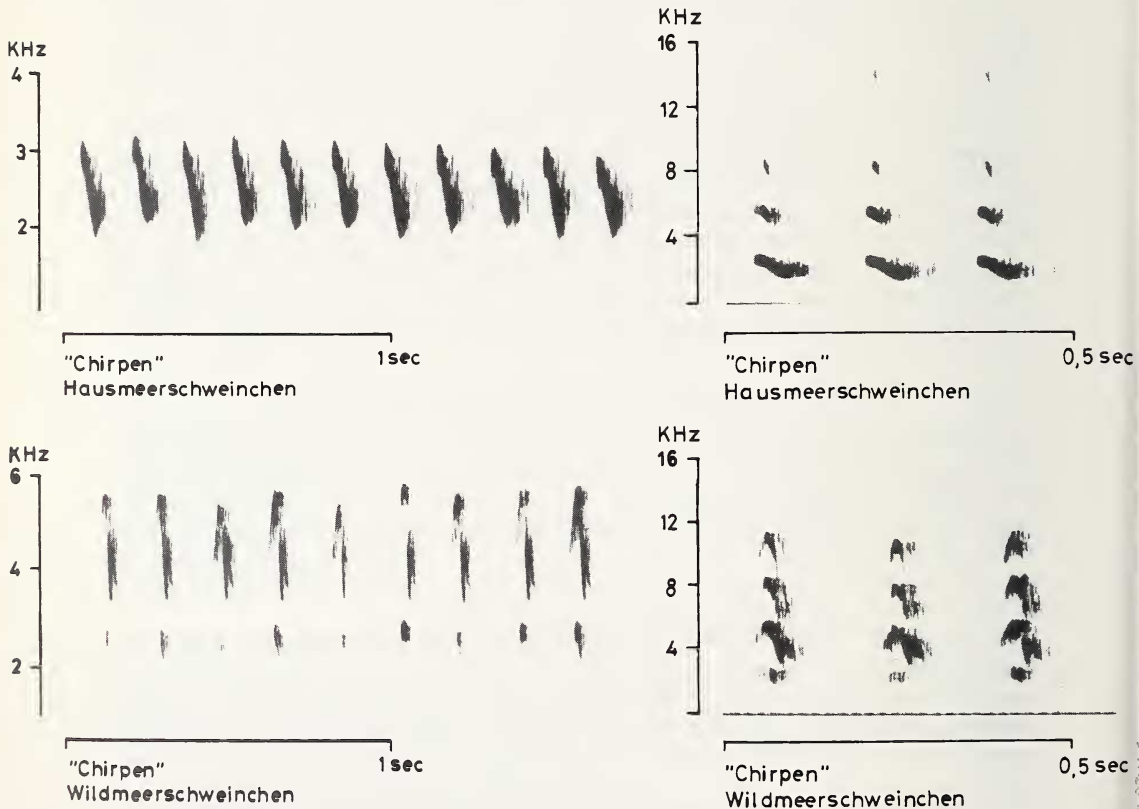 KHz
4
3
2
1 sec
"Chirpen"
Hausmeerschweinchen
KHz
16
12
8
4
0,5 sec
"Chirpen"
Hausmeerschweinchen
KHz
6
4
2
1 sec
"Chirpen"
Wildmeerschweinchen
KHz
16
12
8
4
0,5 sec
"Chirpen"
Wildmeerschweinchen